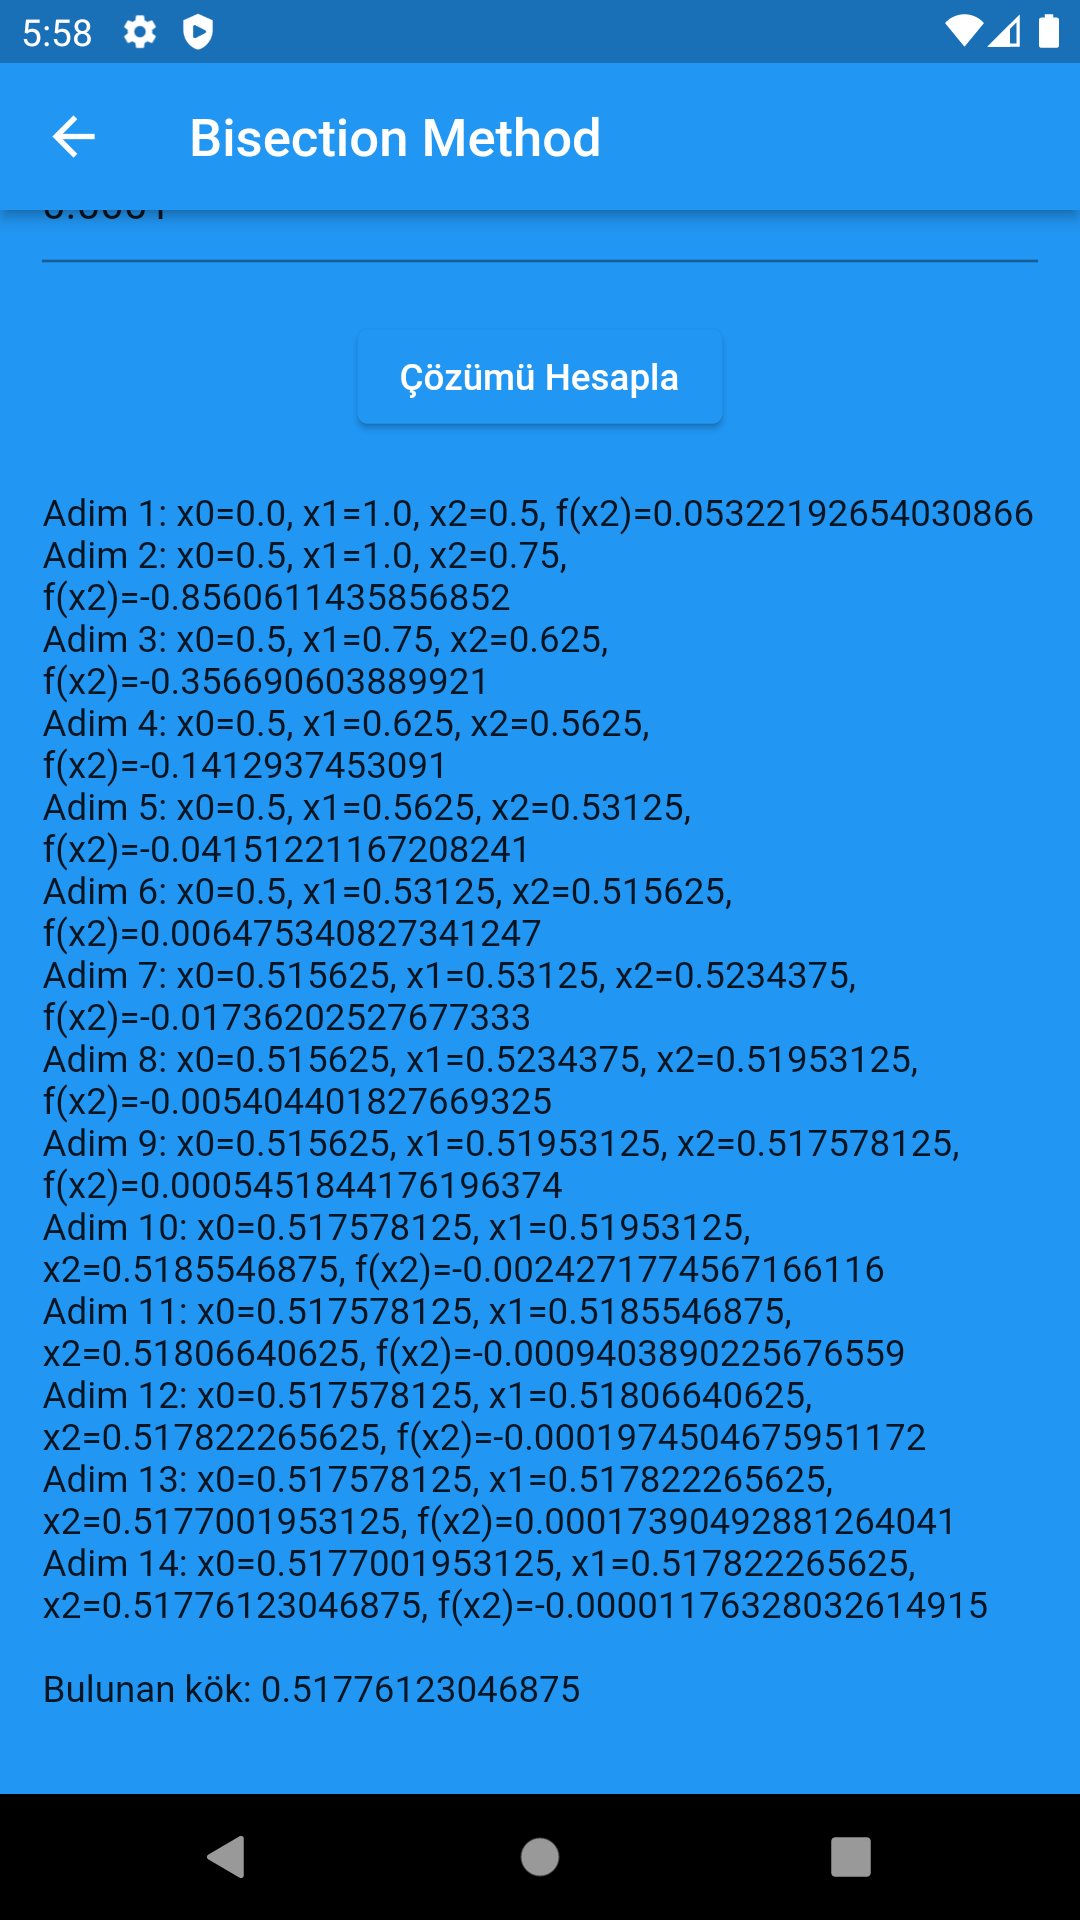 5:58
Bisection Method
0.0001
Çözümü Hesapla
Adim 1: x0=0.0, x1=1.0, x2=0.5, f(x2)=0.05322192654030866
Adim 2: x0=0.5, x1=1.0, x2=0.75,
f(x2)=-0.8560611435856852
Adim 3: x0=0.5, x1=0.75, x2=0.625,
f(x2)=-0.356690603889921
Adim 4: x0=0.5, x1=0.625, x2=0.5625,
f(x2)=-0.1412937453091
Adim 5: x0=0.5, x1=0.5625, x2=0.53125,
f(x2)=-0.04151221167208241
Adim 6: x0=0.5, x1=0.53125, x2=0.515625,
f(x2)=0.006475340827341247
Adim 7: x0=0.515625, x1=0.53125, x2=0.5234375,
f(x2)=-0.01736202527677333
Adim 8: x0=0.515625, x1=0.5234375, x2=0.51953125,
f(x2)=-0.005404401827669325
Adim 9: x0=0.515625, x1=0.51953125, x2=0.517578125,
f(x2)=0.0005451844176196374
Adim 10: x0=0.517578125, x1=0.51953125,
x2=0.5185546875, f(x2)=-0.0024271774567166116
Adim 11: x0=0.517578125, x1=0.5185546875,
x2=0.51806640625, f(x2)=-0.0009403890225676559
Adim 12: x0=0.517578125, x1=0.51806640625,
x2=0.517822265625, f(x2)=-0.0001974504675951172
Adim 13: x0=0.517578125, x1=0.517822265625,
x2=0.5177001953125, f(x2)=0.00017390492881264041
Adim 14: x0=0.5177001953125, x1=0.517822265625,
x2=0.51776123046875, f(x2)=-0.000011763280326149​15
Bulunan kök: 0.51776123046875